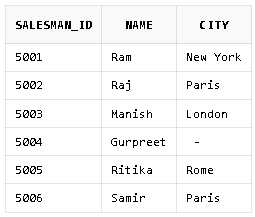 SALESMAN_ID NAME CITY
5001 Ram New York
5002 Raj Paris
5003 Manish London
5004 Gurpreet -
5005 Ritika Rome
5006 Samir Paris